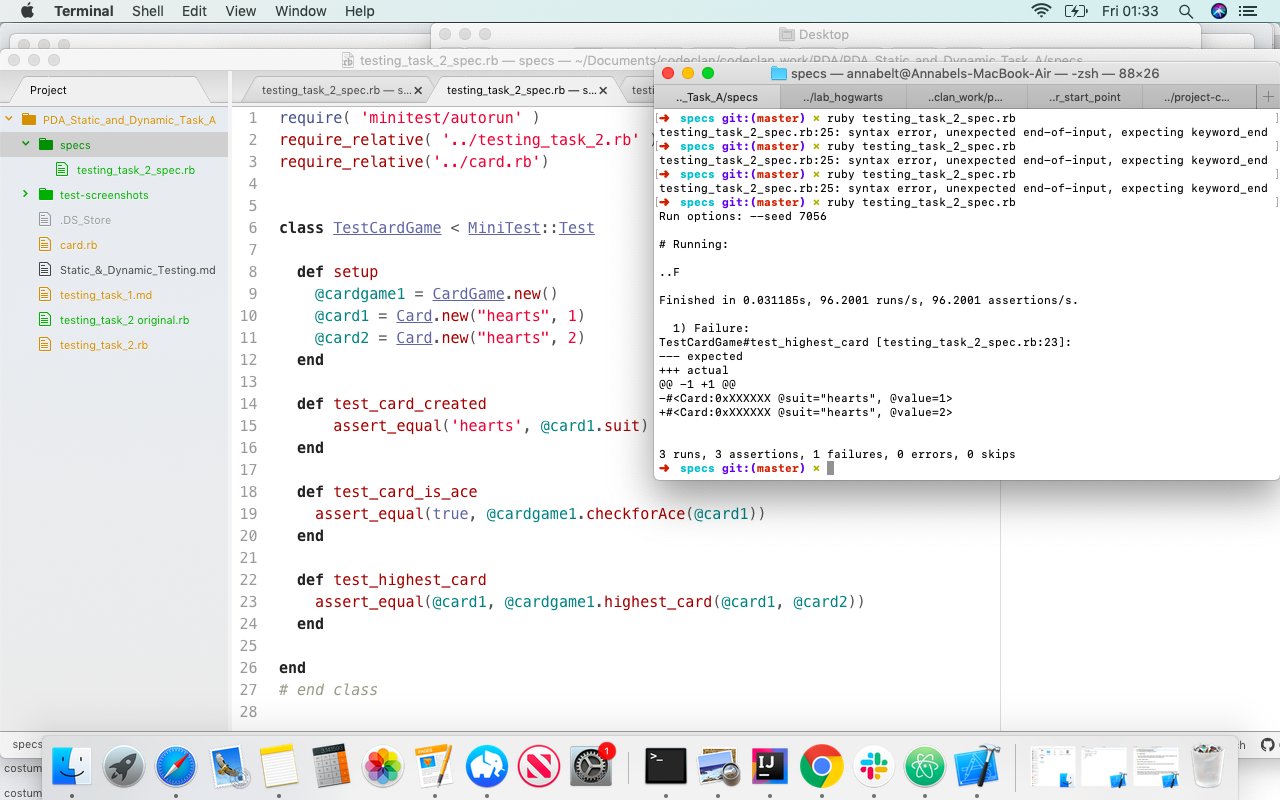 Terminal Shell Edit View Window Help Fri 01:33
Desktop
testing_task_2_spec.rb — specs — ~/Documents/codeclan/codeclan_work/PDA/PDA_Static_and_Dynamic_Task_A/specs
Project
testing_task_2_spec.rb — s...
testing_task_2_spec.rb — s...
PDA_Static_and_Dynamic_Task_A
specs
testing_task_2_spec.rb
test-screenshots
.DS_Store
card.rb
Static_&_Dynamic_Testing.md
testing_task_1.md
testing_task_2 original.rb
testing_task_2.rb
1 require( 'minitest/autorun' )
2 require_relative( '../testing_task_2.rb' )
3 require_relative('../card.rb')
4
5
6 class TestCardGame < MiniTest::Test
7
8 def setup
9 @cardgame1 = CardGame.new()
10 @card1 = Card.new("hearts", 1)
11 @card2 = Card.new("hearts", 2)
12 end
13
14 def test_card_created
15 assert_equal('hearts', @card1.suit)
16 end
17
18 def test_card_is_ace
19 assert_equal(true, @cardgame1.checkforAce(@card1))
20 end
21
22 def test_highest_card
23 assert_equal(@card1, @cardgame1.highest_card(@card1, @card2))
24 end
25
26 end
27 # end class
28
specs — annabelt@Annabels-MacBook-Air — -zsh — 88×26
.._Task_A/specs ../lab_hogwarts ..clan_work/p... ..r_start_point ../project-c...
[➜ specs git:(master) × ruby testing_task_2_spec.rb ]
testing_task_2_spec.rb:25: syntax error, unexpected end-of-input, expecting keyword_end
[➜ specs git:(master) × ruby testing_task_2_spec.rb ]
testing_task_2_spec.rb:25: syntax error, unexpected end-of-input, expecting keyword_end
[➜ specs git:(master) × ruby testing_task_2_spec.rb ]
testing_task_2_spec.rb:25: syntax error, unexpected end-of-input, expecting keyword_end
[➜ specs git:(master) × ruby testing_task_2_spec.rb ]
Run options: --seed 7056
# Running:
..F
Finished in 0.031185s, 96.2001 runs/s, 96.2001 assertions/s.
1) Failure:
TestCardGame#test_highest_card [testing_task_2_spec.rb:23]:
--- expected
+++ actual
@@ -1 +1 @@
-#<Card:0xXXXXXX @suit="hearts", @value=1>
+#<Card:0xXXXXXX @suit="hearts", @value=2>
3 runs, 3 assertions, 1 failures, 0 errors, 0 skips
➜ specs git:(master) ×
specs
costum
costum
PAGES
1
>_
IJ